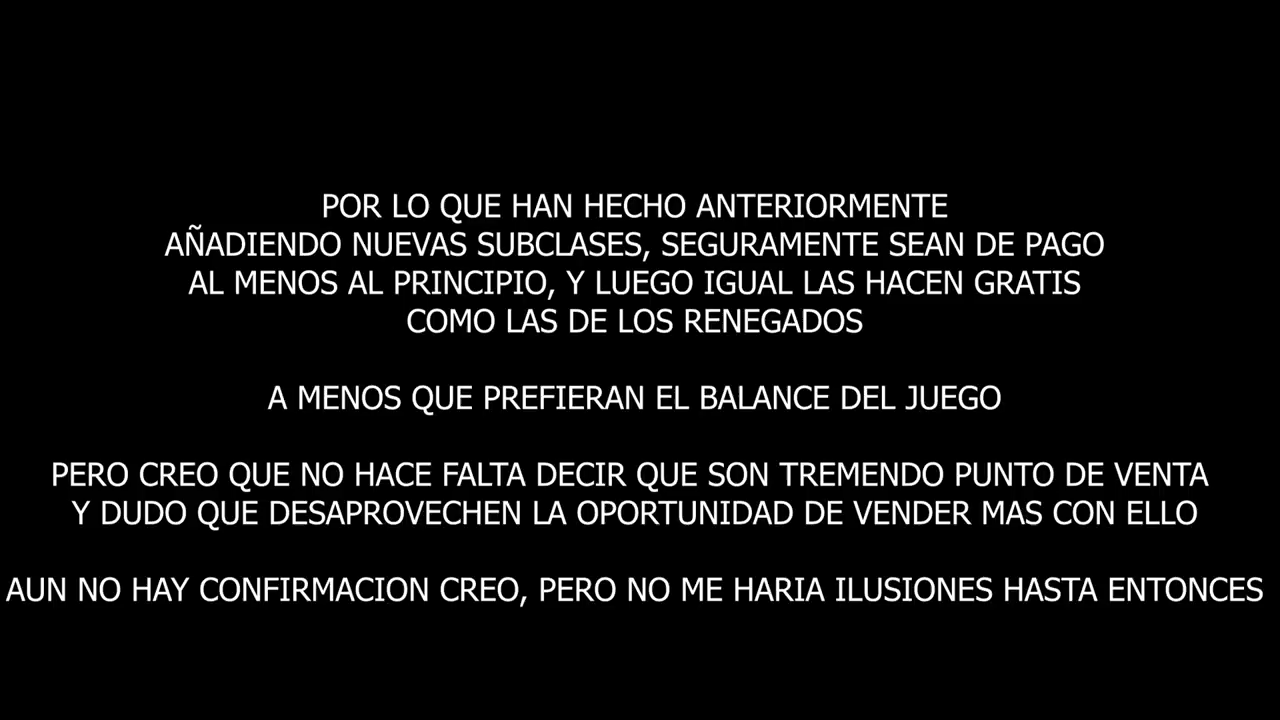 POR LO QUE HAN HECHO ANTERIORMENTE
AÑADIENDO NUEVAS SUBCLASES, SEGURAMENTE SEAN DE PAGO
AL MENOS AL PRINCIPIO, Y LUEGO IGUAL LAS HACEN GRATIS
COMO LAS DE LOS RENEGADOS
A MENOS QUE PREFIERAN EL BALANCE DEL JUEGO
PERO CREO QUE NO HACE FALTA DECIR QUE SON TREMENDO PUNTO DE VENTA
Y DUDO QUE DESAPROVECHEN LA OPORTUNIDAD DE VENDER MAS CON ELLO
AUN NO HAY CONFIRMACION CREO, PERO NO ME HARIA ILUSIONES HASTA ENTONCES